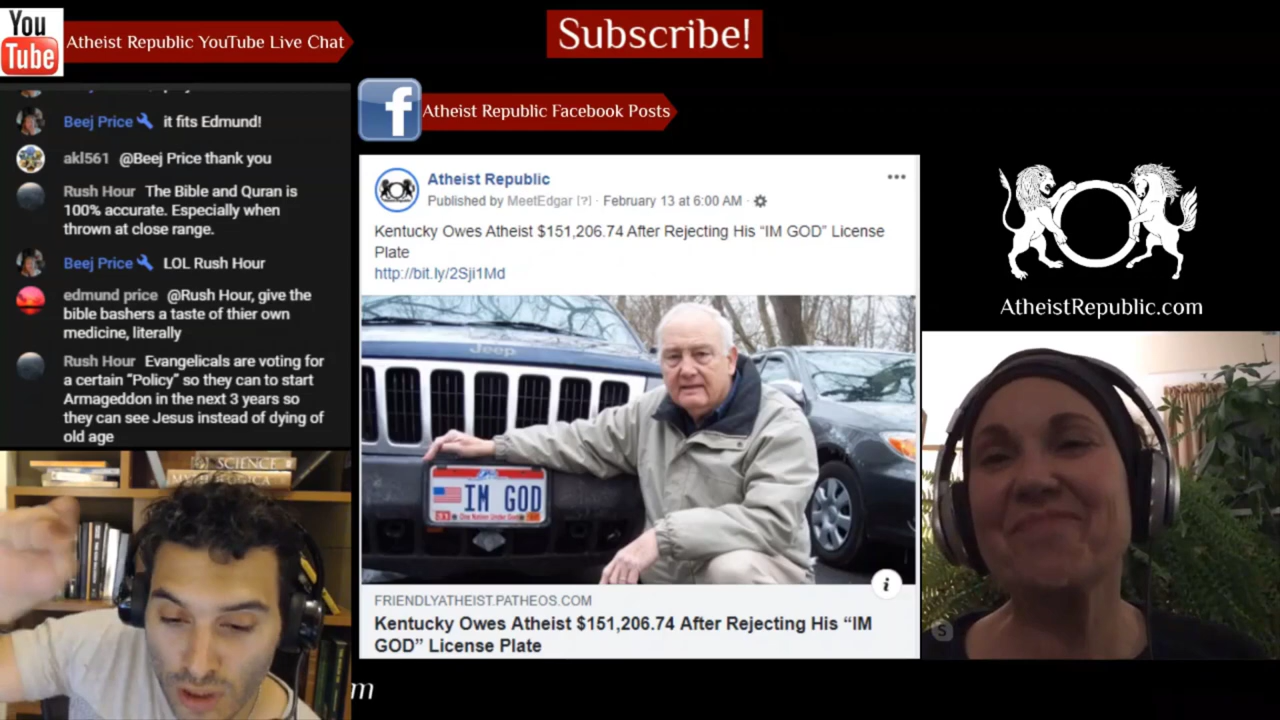 You
Tube
Atheist Republic YouTube Live Chat
Subscribe!
Atheist Republic Facebook Posts
Beej Price it fits Edmund!
akl561 @Beej Price thank you
Rush Hour The Bible and Quran is
100% accurate. Especially when
thrown at close range.
Beej Price LOL Rush Hour
edmund price @Rush Hour, give the
bible bashers a taste of thier own
medicine, literally
Rush Hour Evangelicals are voting for
a certain “Policy” so they can to start
Armageddon in the next 3 years so
they can see Jesus instead of dying of
old age
f
Atheist Republic
Published by MeetEdgar [?] · February 13 at 6:00 AM ·
Kentucky Owes Atheist $151,206.74 After Rejecting His “IM GOD” License
Plate
http://bit.ly/2Sji1Md
Jeep
IM GOD
One Nation Under God
i
FRIENDLYATHEIST.PATHEOS.COM
Kentucky Owes Atheist $151,206.74 After Rejecting His “IM
GOD” License Plate
AtheistRepublic.com
SCIENCE
S
m